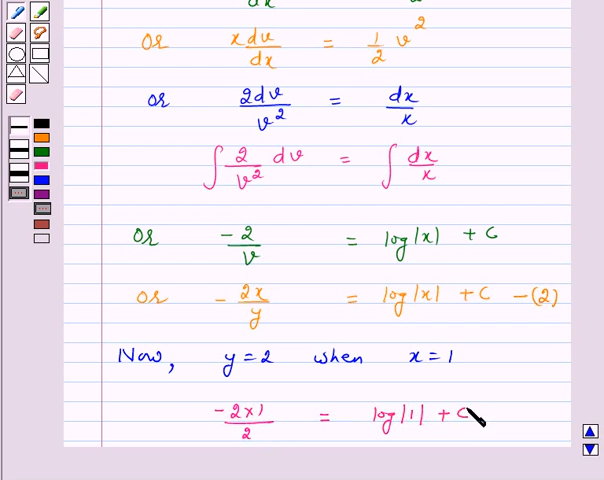 dx
or x dv/dx = 1/2 v²
or 2dv/v² = dx/x
∫ 2/v² dv = ∫ dx/x
or -2/v = log|x| + C
or - 2x/y = log|x| + C - (2)
Now, y = 2 when x = 1
-2×1/2 = log|1| + C